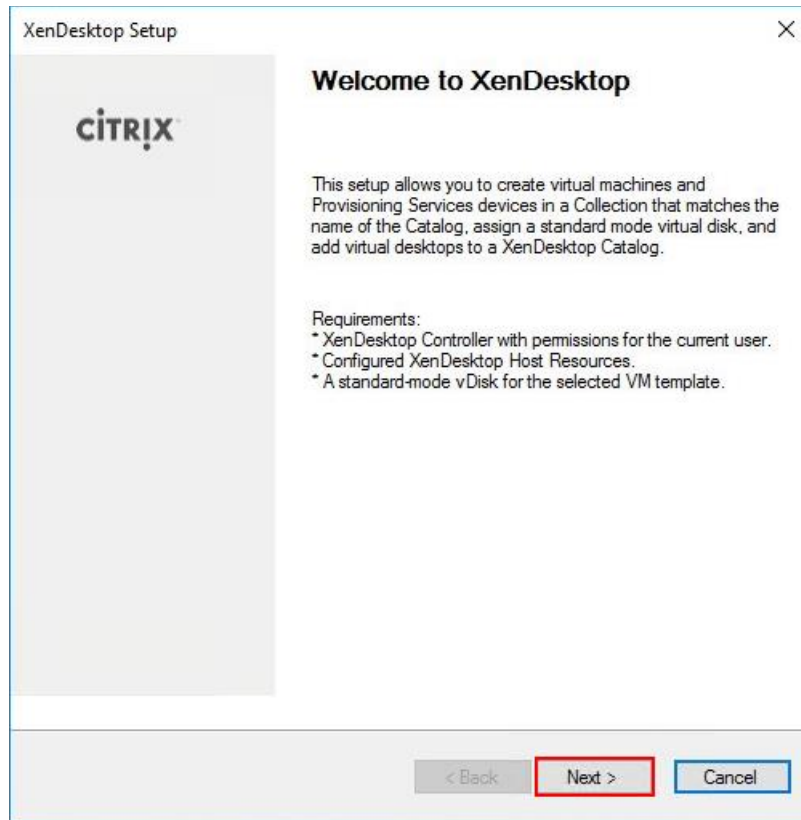 XenDesktop Setup
CİTRİX
Welcome to XenDesktop
This setup allows you to create virtual machines and
Provisioning Services devices in a Collection that matches the
name of the Catalog, assign a standard mode virtual disk, and
add virtual desktops to a XenDesktop Catalog.
Requirements:
* XenDesktop Controller with permissions for the current user.
* Configured XenDesktop Host Resources.
* A standard-mode vDisk for the selected VM template.
< Back
Next >
Cancel